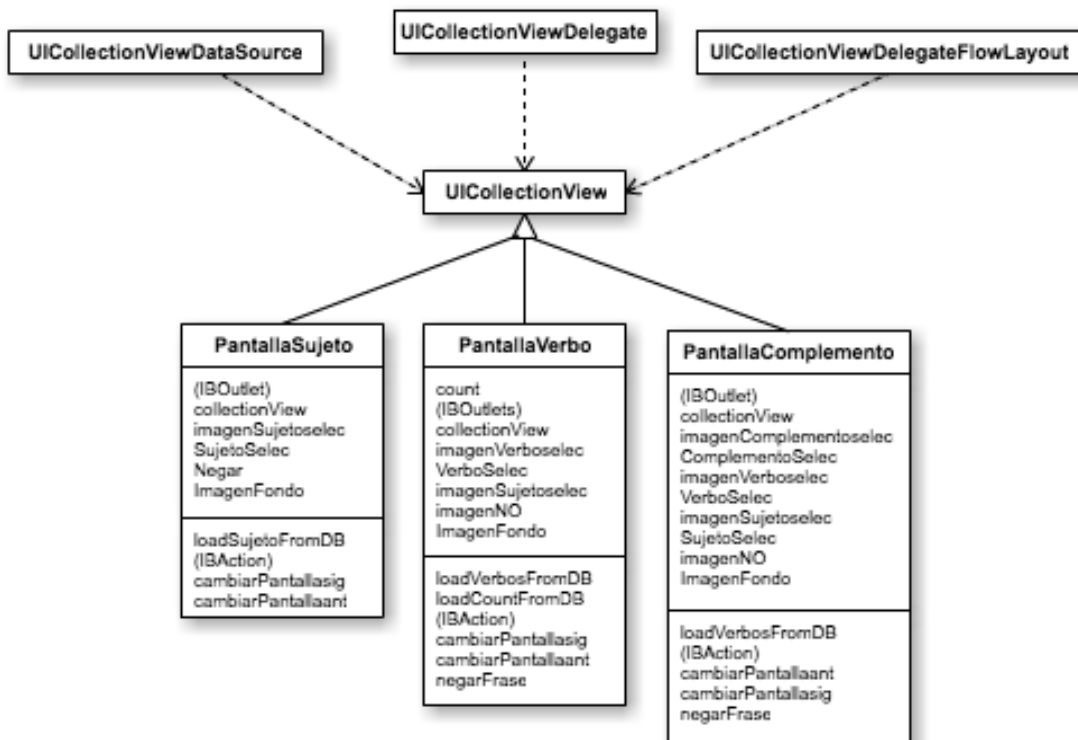 UICollectionViewDataSource
UICollectionViewDelegate
UICollectionViewDelegateFlowLayout
UICollectionView
PantallaSujeto
(IBOutlet)
collectionView
imagenSujetoselec
SujetoSelec
Negar
ImagenFondo
loadSujetoFromDB
(IBAction)
cambiarPantallasig
cambiarPantallaant
PantallaVerbo
count
(IBOutlets)
collectionView
imagenVerboselec
VerboSelec
imagenSujetoselec
imagenNO
ImagenFondo
loadVerbosFromDB
loadCountFromDB
(IBAction)
cambiarPantallasig
cambiarPantallaant
negarFrase
PantallaComplemento
(IBOutlet)
collectionView
imagenComplementoselec
ComplementoSelec
imagenVerboselec
VerboSelec
imagenSujetoselec
SujetoSelec
imagenNO
ImagenFondo
loadVerbosFromDB
(IBAction)
cambiarPantallaant
cambiarPantallasig
negarFrase